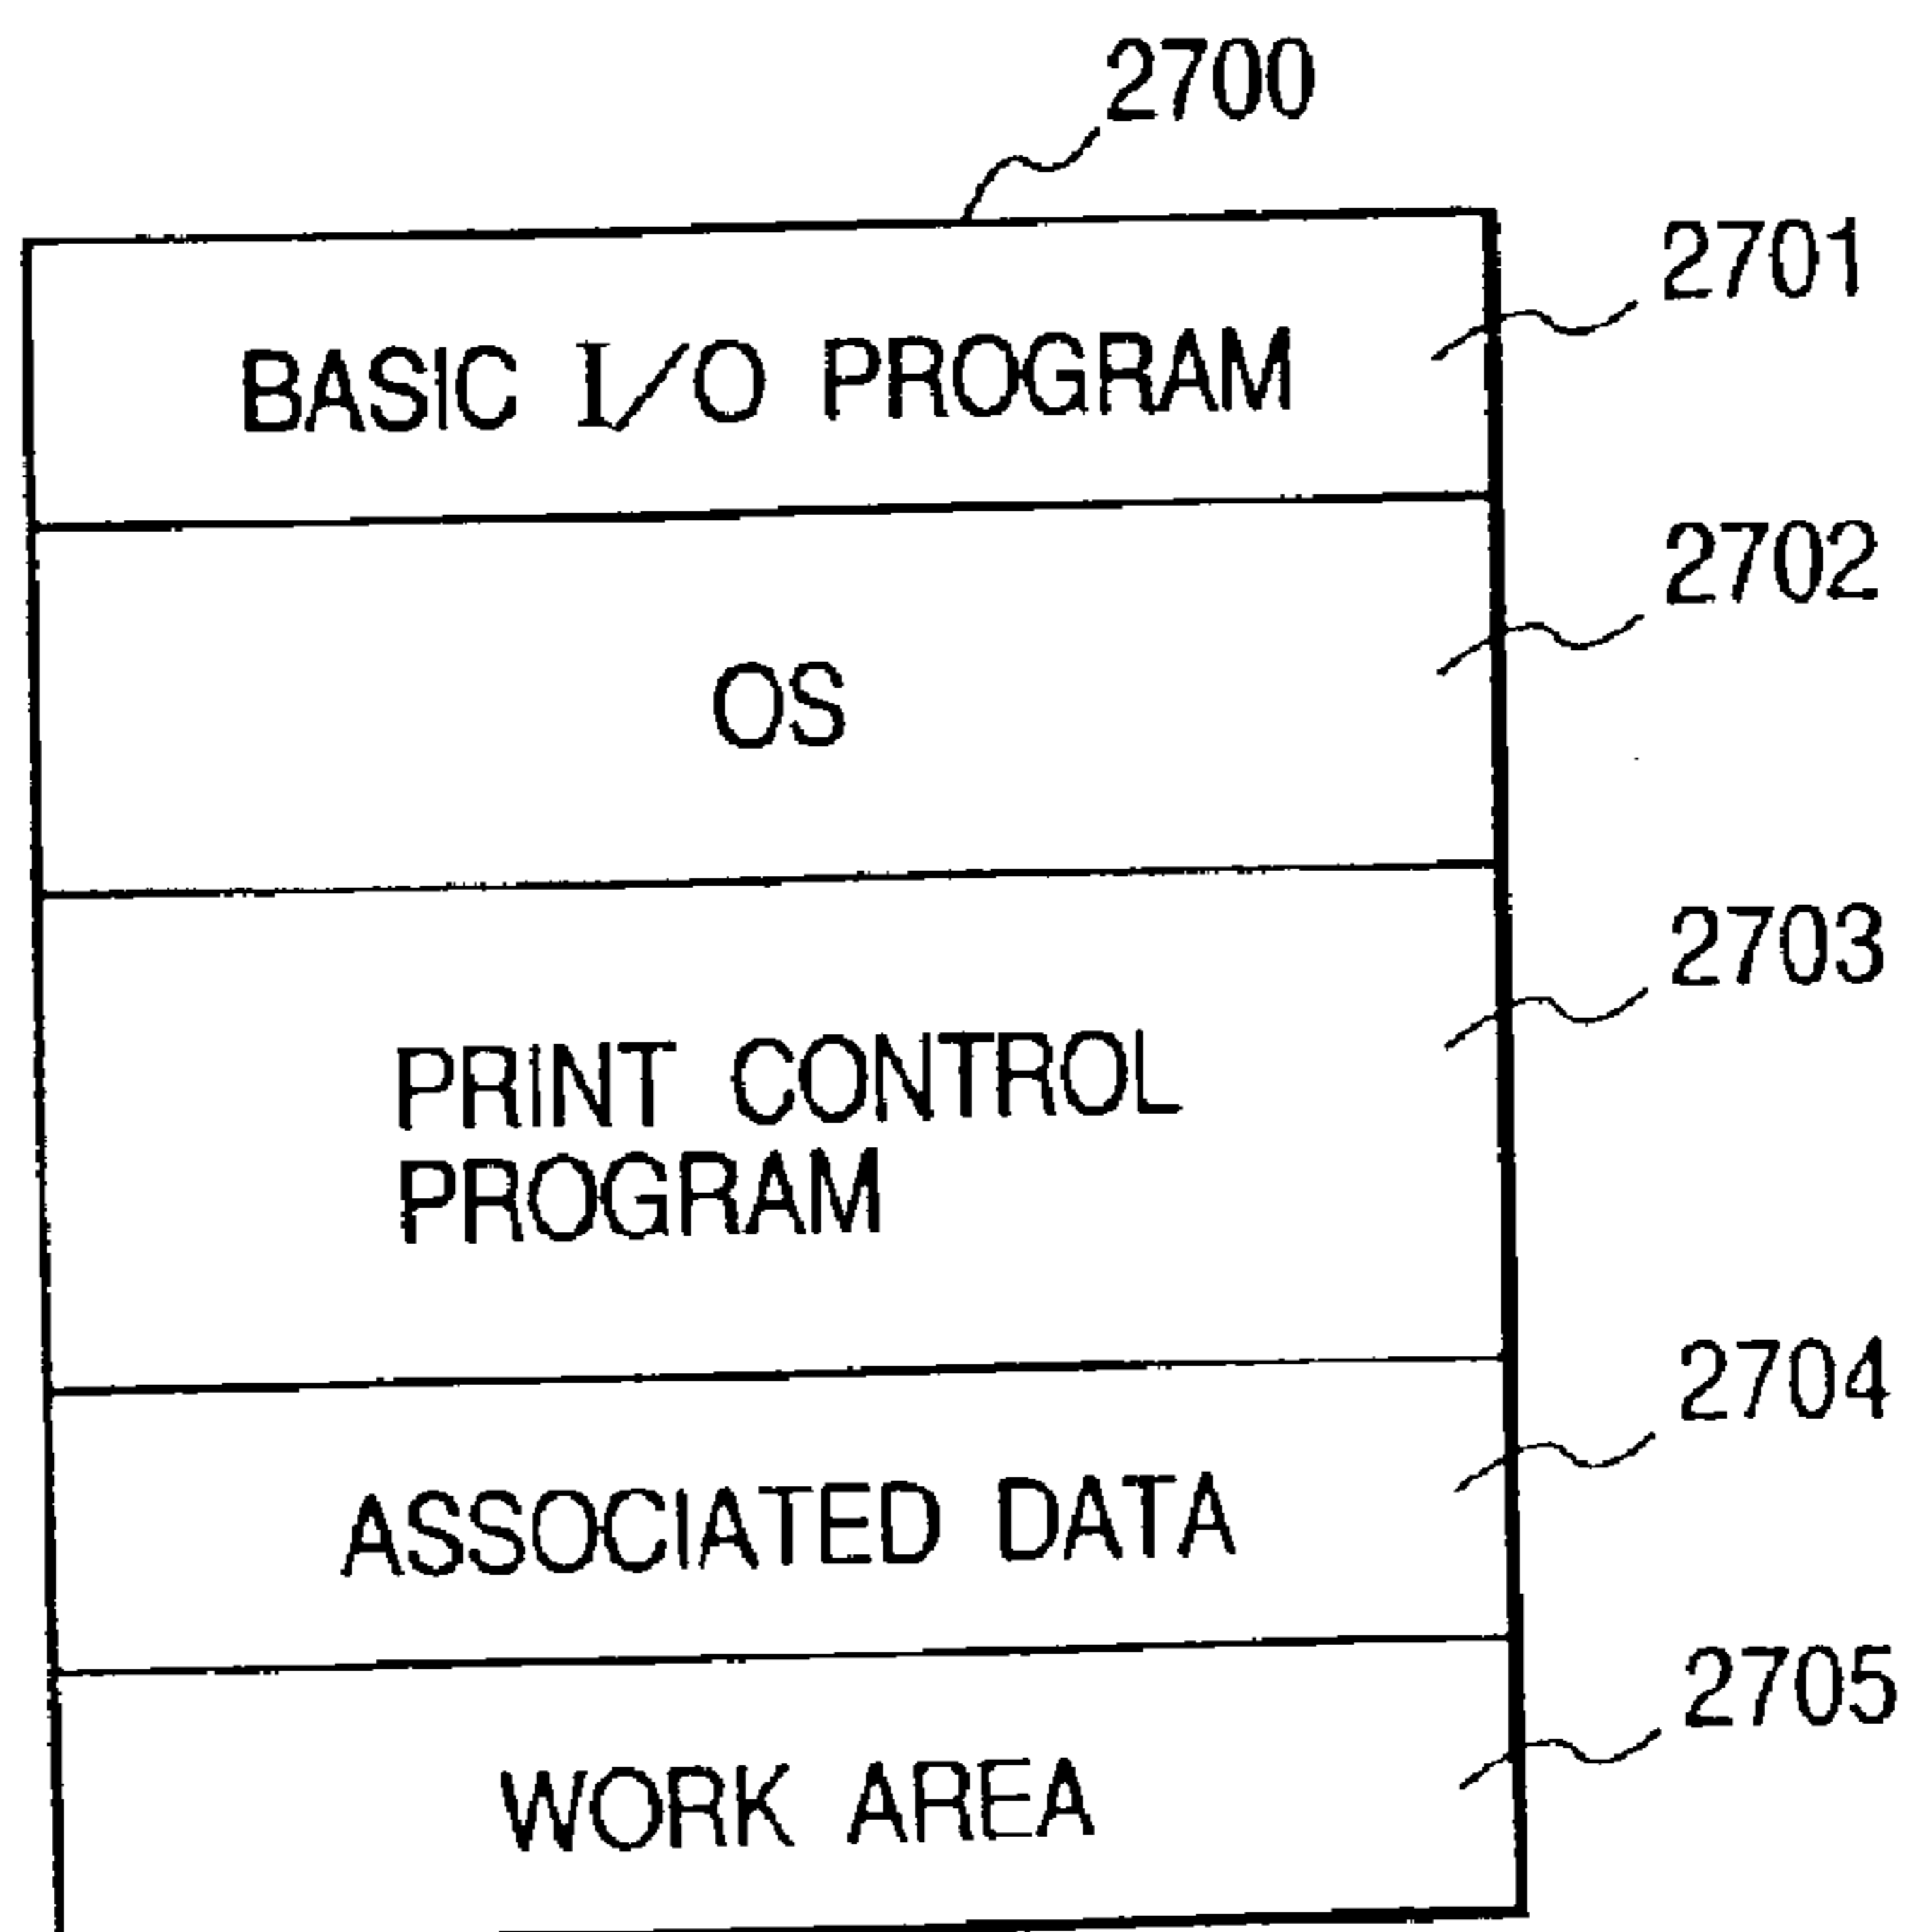 2700
2701
BASIC I/O PROGRAM
2702
OS
2703
PRINT CONTROL
PROGRAM
2704
ASSOCIATED DATA
2705
WORK AREA